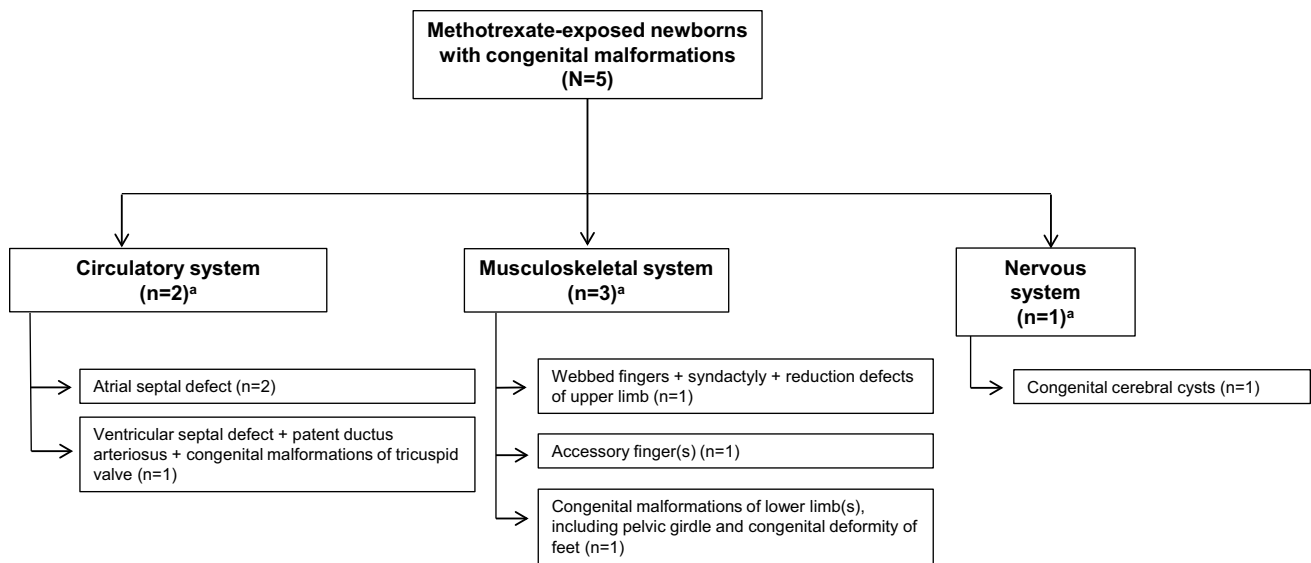 Methotrexate-exposed newborns
with congenital malformations
(N=5)
Circulatory system
(n=2)ᵃ
Musculoskeletal system
(n=3)ᵃ
Nervous
system
(n=1)ᵃ
Atrial septal defect (n=2)
Ventricular septal defect + patent ductus
arteriosus + congenital malformations of tricuspid
valve (n=1)
Webbed fingers + syndactyly + reduction defects
of upper limb (n=1)
Accessory finger(s) (n=1)
Congenital malformations of lower limb(s),
including pelvic girdle and congenital deformity of
feet (n=1)
Congenital cerebral cysts (n=1)